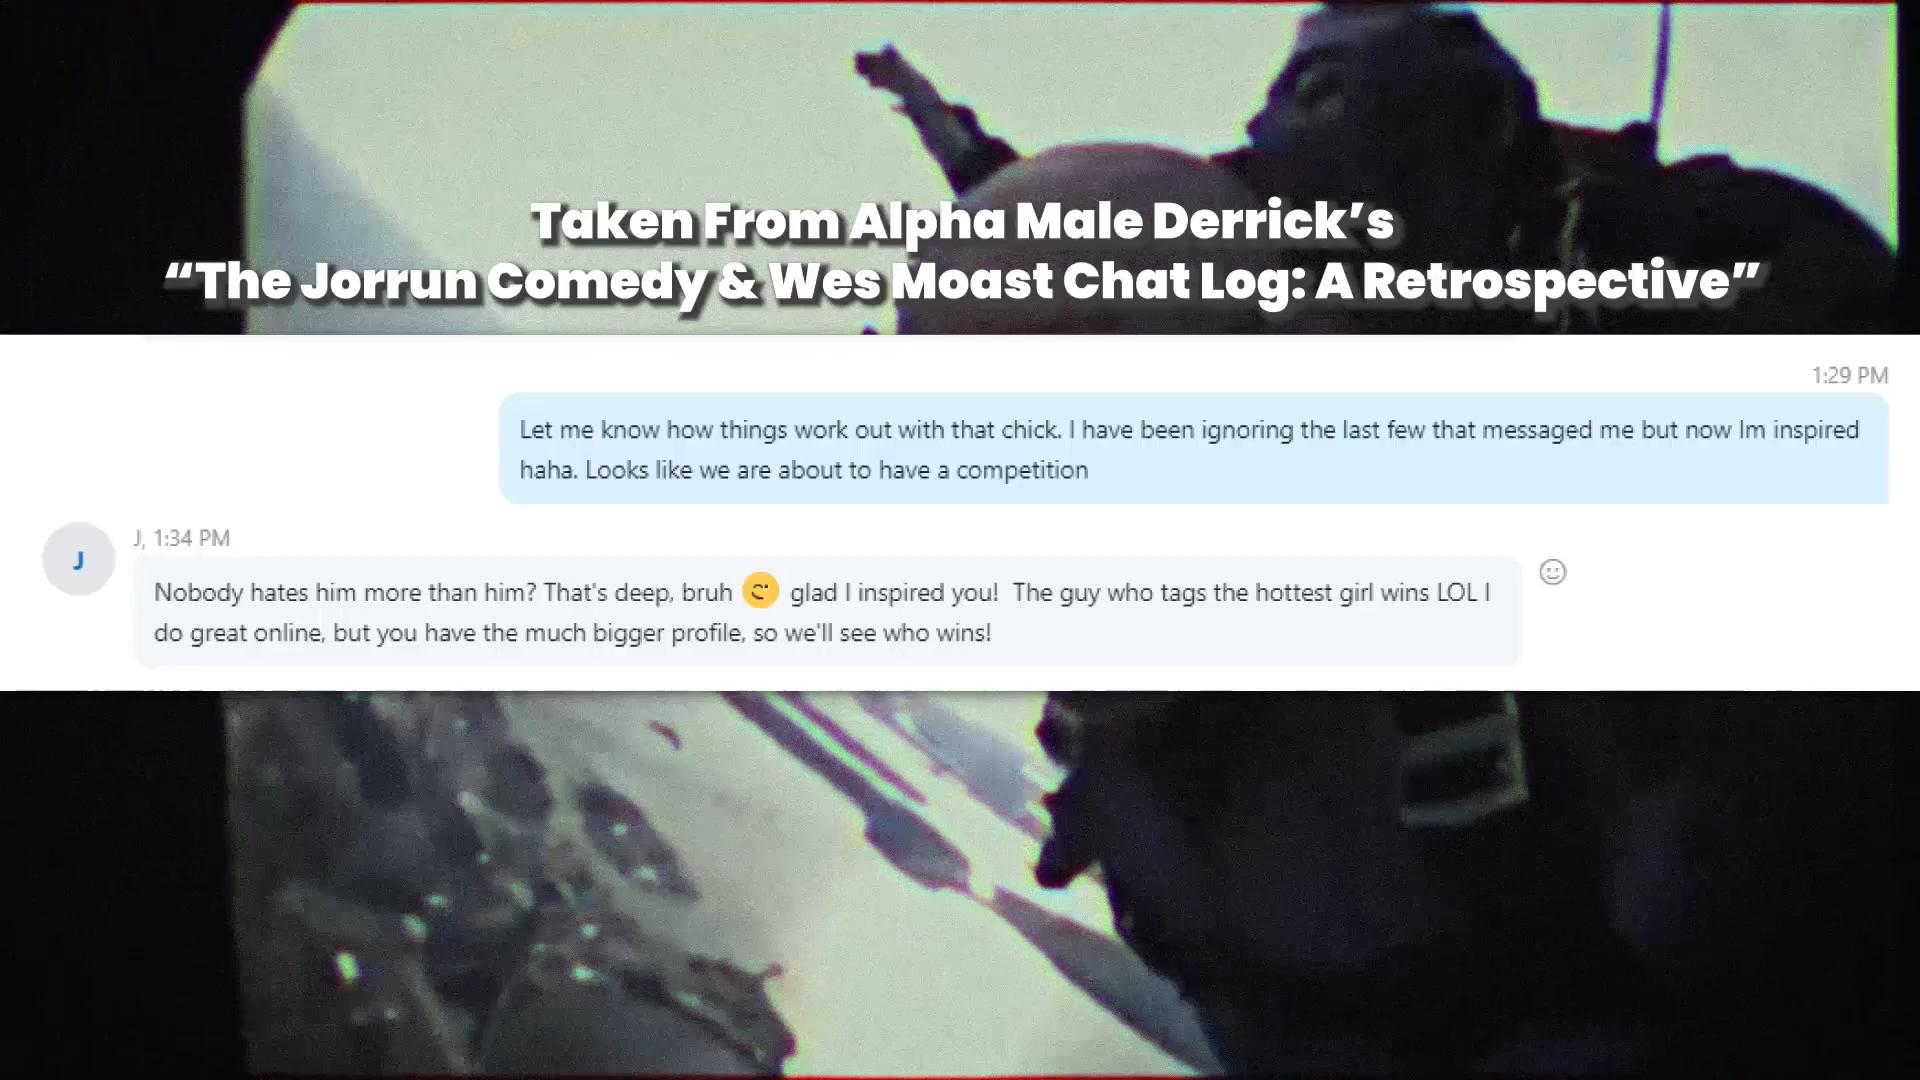 Taken From Alpha Male Derrick’s
“The Jorrun Comedy & Wes Moast Chat Log: A Retrospective”
1:29 PM
Let me know how things work out with that chick. I have been ignoring the last few that messaged me but now Im inspired
haha. Looks like we are about to have a competition
J
J, 1:34 PM
Nobody hates him more than him? That's deep, bruh glad I inspired you!  The guy who tags the hottest girl wins LOL I
do great online, but you have the much bigger profile, so we'll see who wins!